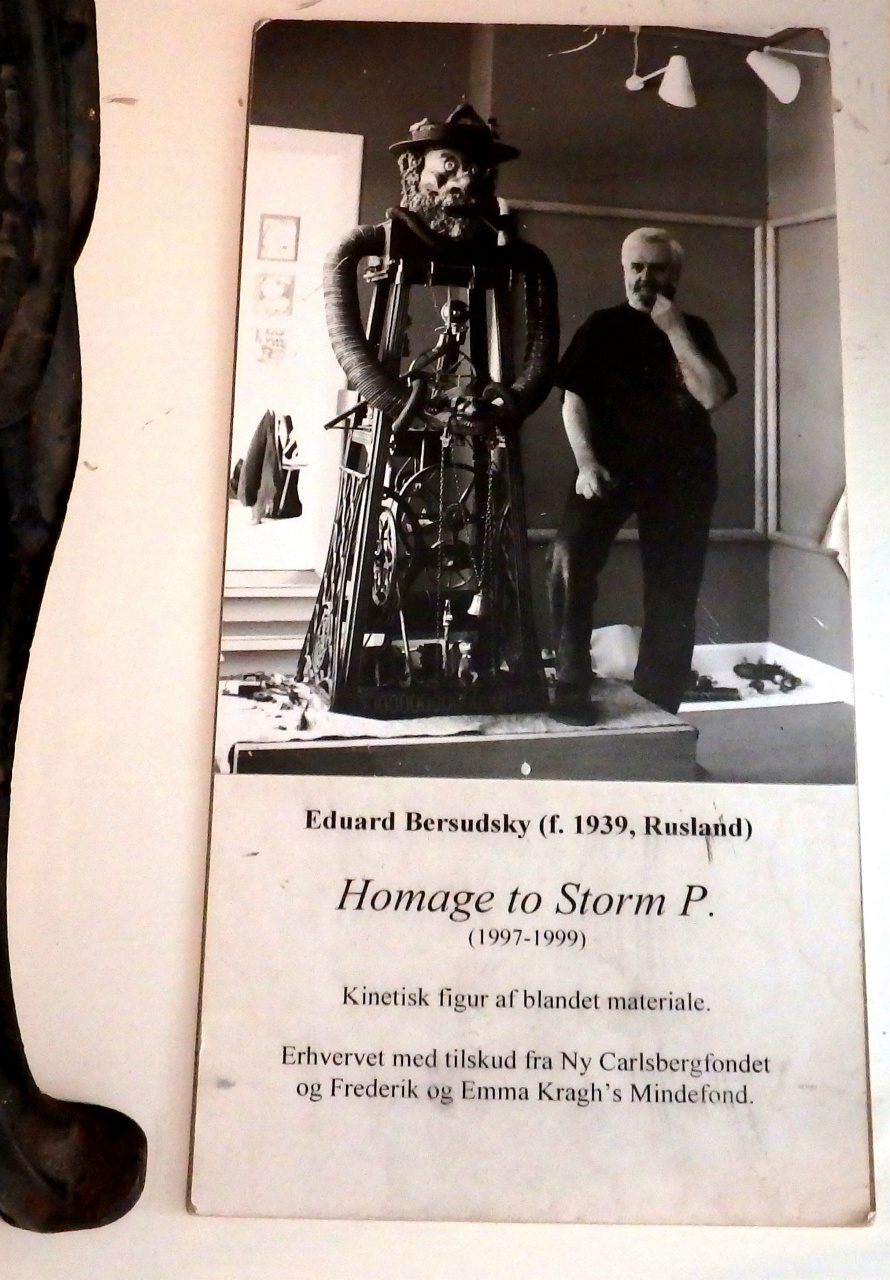 Eduard Bersudsky (f. 1939, Rusland)
Homage to Storm P.
(1997-1999)
Kinetisk figur af blandet materiale.
Erhvervet med tilskud fra Ny Carlsbergfondet
og Frederik og Emma Kragh's Mindefond.